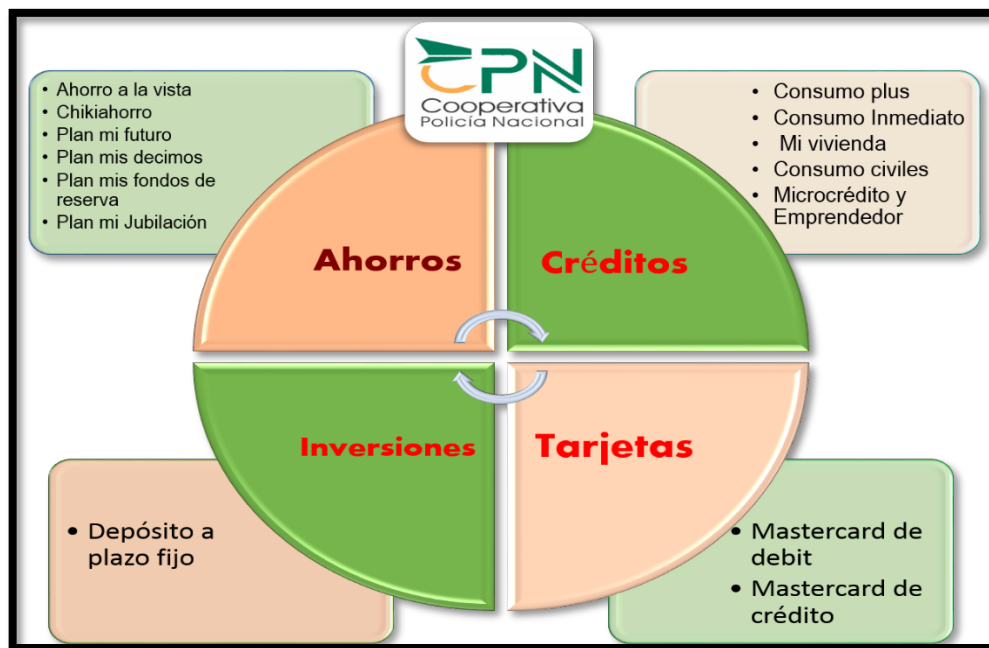 CPN
Cooperativa
Policía Nacional
• Ahorro a la vista
• Chikiahorro
• Plan mi futuro
• Plan mis decimos
• Plan mis fondos de
reserva
• Plan mi Jubilación
• Consumo plus
• Consumo Inmediato
• Mi vivienda
• Consumo civiles
• Microcrédito y
Emprendedor
Ahorros
Créditos
Inversiones
Tarjetas
• Depósito a
plazo fijo
• Mastercard de
debit
• Mastercard de
crédito